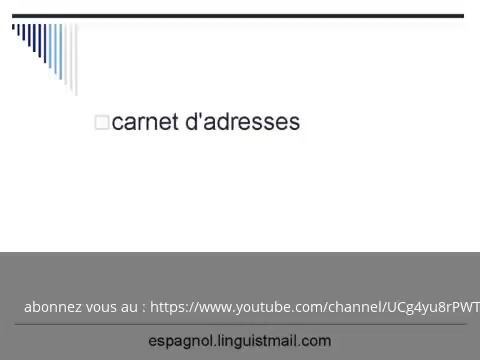 carnet d'adresses
abonnez vous au : https://www.youtube.com/channel/UCg4yu8rPWT
espagnol.linguistmail.com